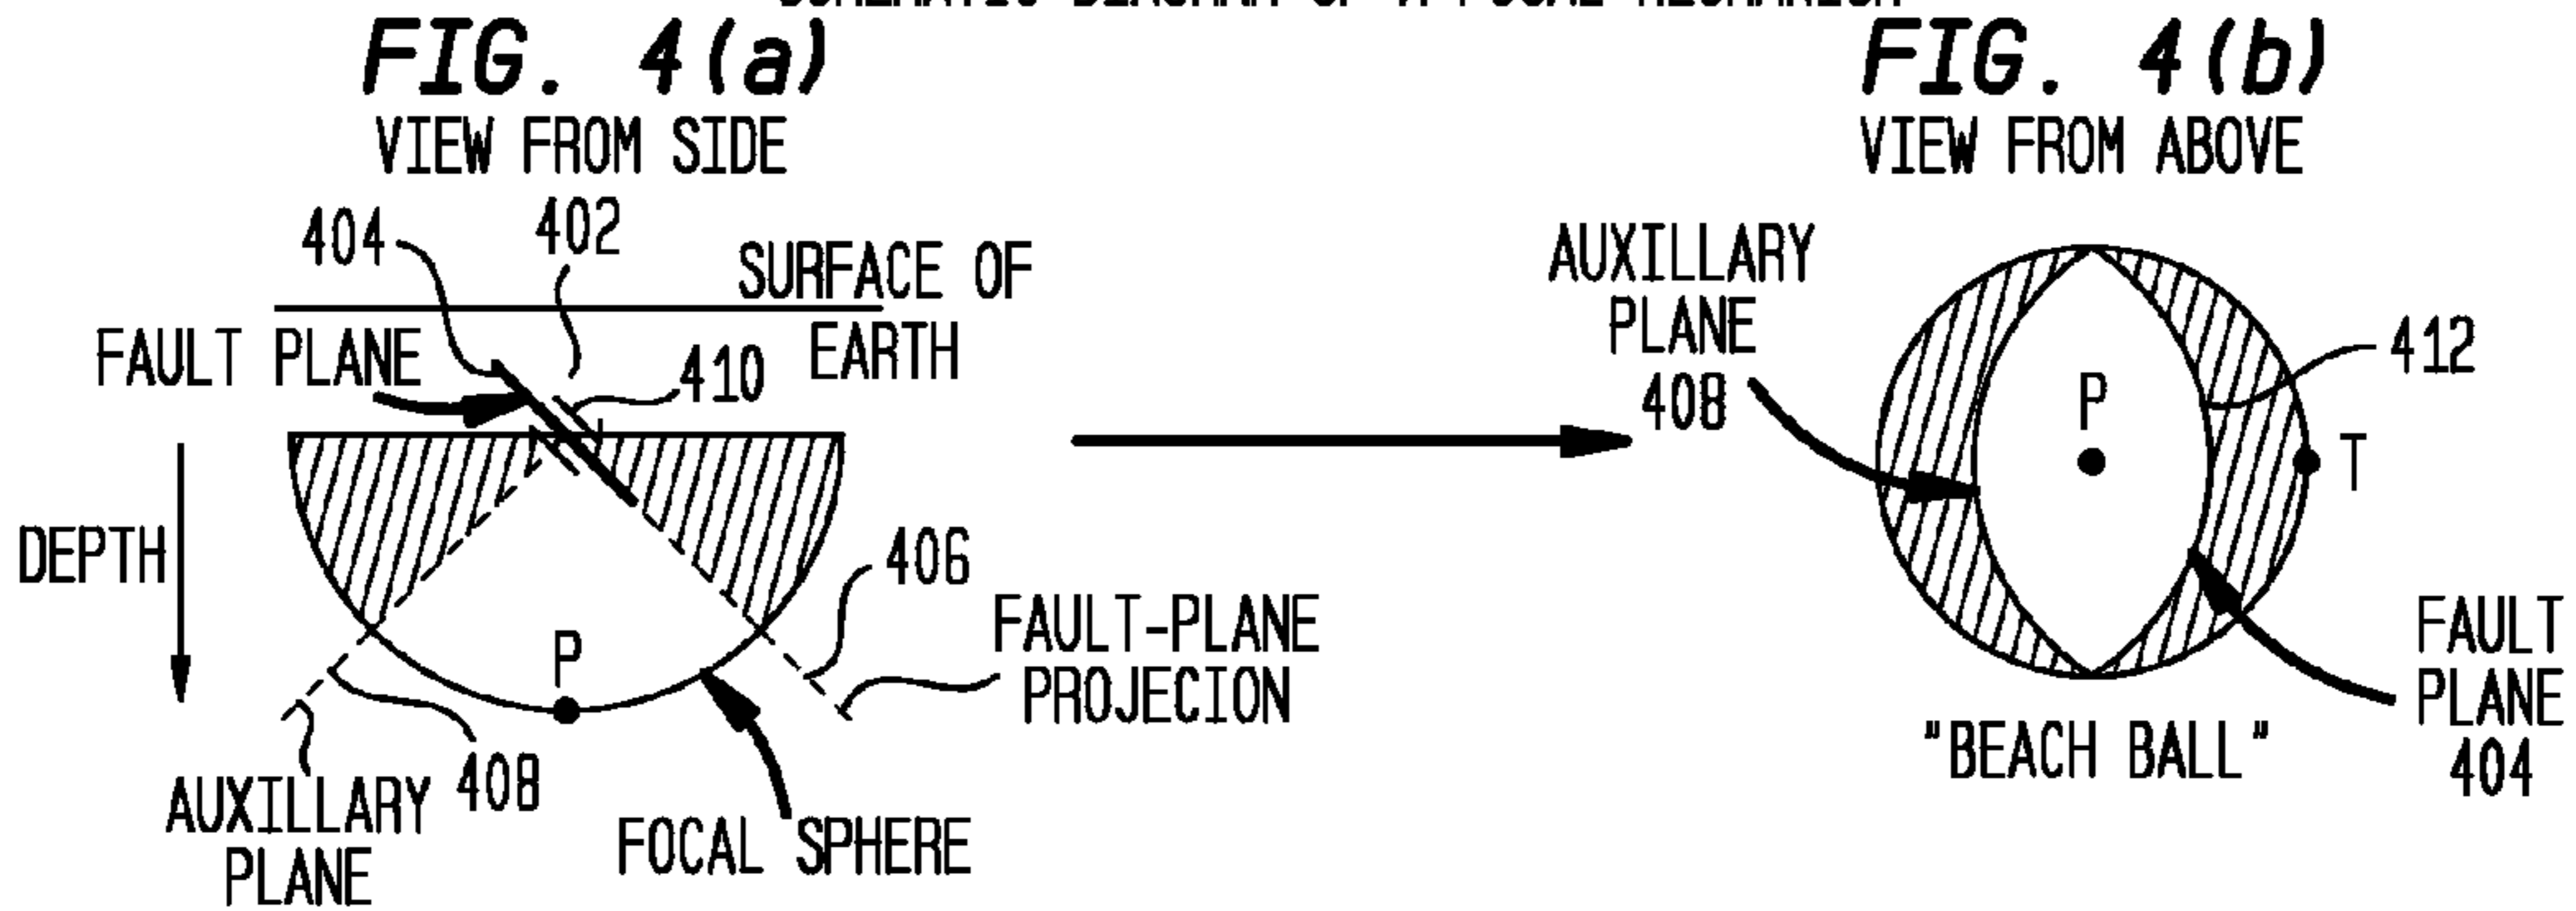 FIG. 4(a)
VIEW FROM SIDE
404
402
SURFACE OF
EARTH
FAULT PLANE
410
DEPTH
406
P
FAULT-PLANE
PROJECION
408
AUXILLARY
PLANE
FOCAL SPHERE
FIG. 4(b)
VIEW FROM ABOVE
AUXILLARY
PLANE
408
412
P
T
"BEACH BALL"
FAULT
PLANE
404